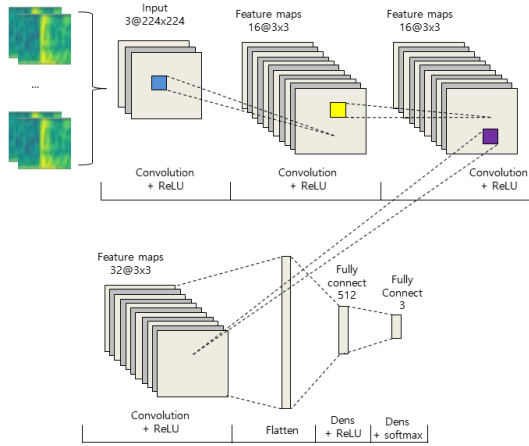 Input
3@224x224
Feature maps
16@3x3
Feature maps
16@3x3
...
Convolution
+ ReLU
Convolution
+ ReLU
Convolution
+ ReLU
Feature maps
32@3x3
Fully
connect
512
Fully
Connect
3
Convolution
+ ReLU
Flatten
Dens
+ ReLU
Dens
+ softmax